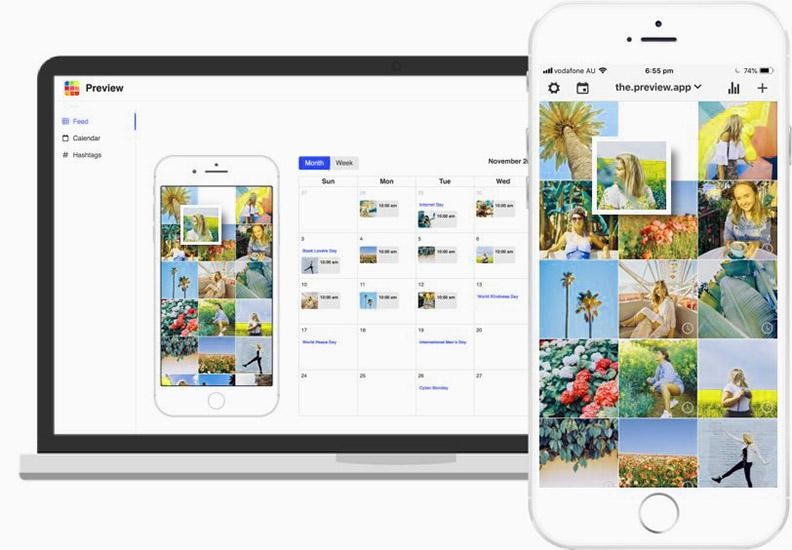 Preview
Feed
Calendar
# Hashtags
Month Week
November 2
Sun Mon Tue Wed
27 28 29 30
Internet Day
10:00 am 10:00 am 10:00 am
3 4 5 6
Book Lovers Day
10:00 am 10:00 am 10:00 am 10:00 am
10 11 12 13
World Kindness Day
10:00 am 10:00 am 10:00 am
17 18 19 20
World Peace Day International Men's Day
24 25 26 27
Cyber Monday
vodafone AU 6:55 pm 74%
the.preview.app